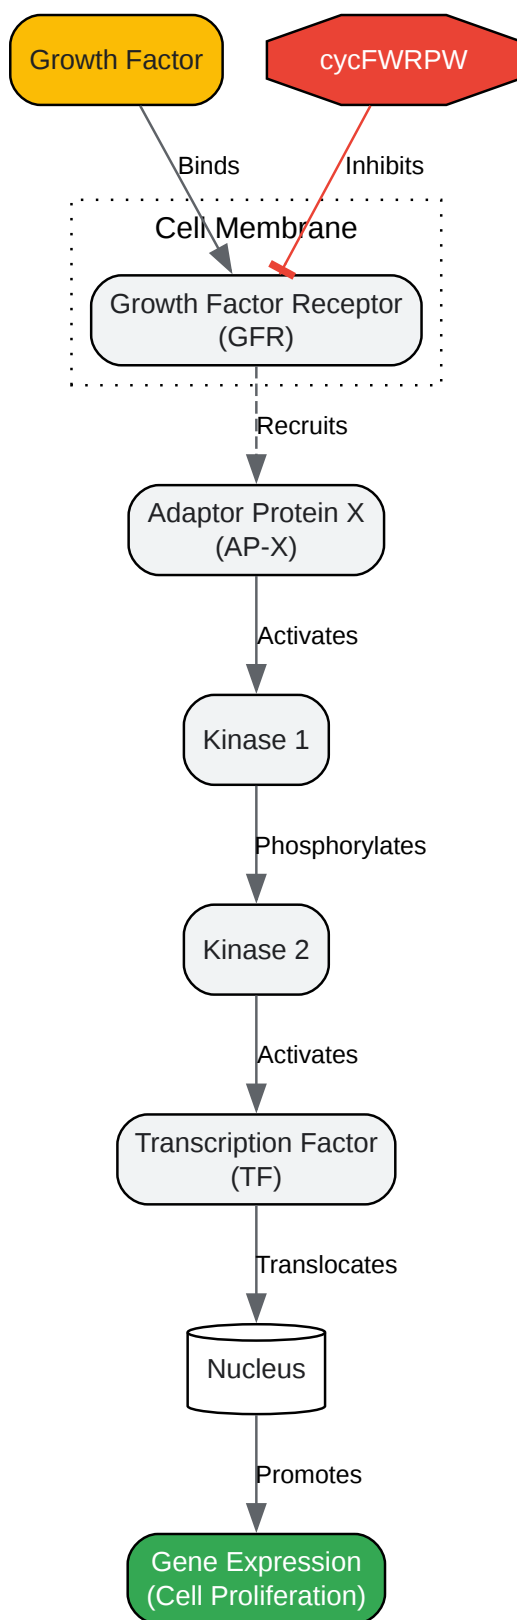 Growth Factor
cycFWRPW
Binds
Inhibits
Cell Membrane
Growth Factor Receptor
(GFR)
Recruits
Adaptor Protein X
(AP-X)
Activates
Kinase 1
Phosphorylates
Kinase 2
Activates
Transcription Factor
(TF)
Translocates
Nucleus
Promotes
Gene Expression
(Cell Proliferation)